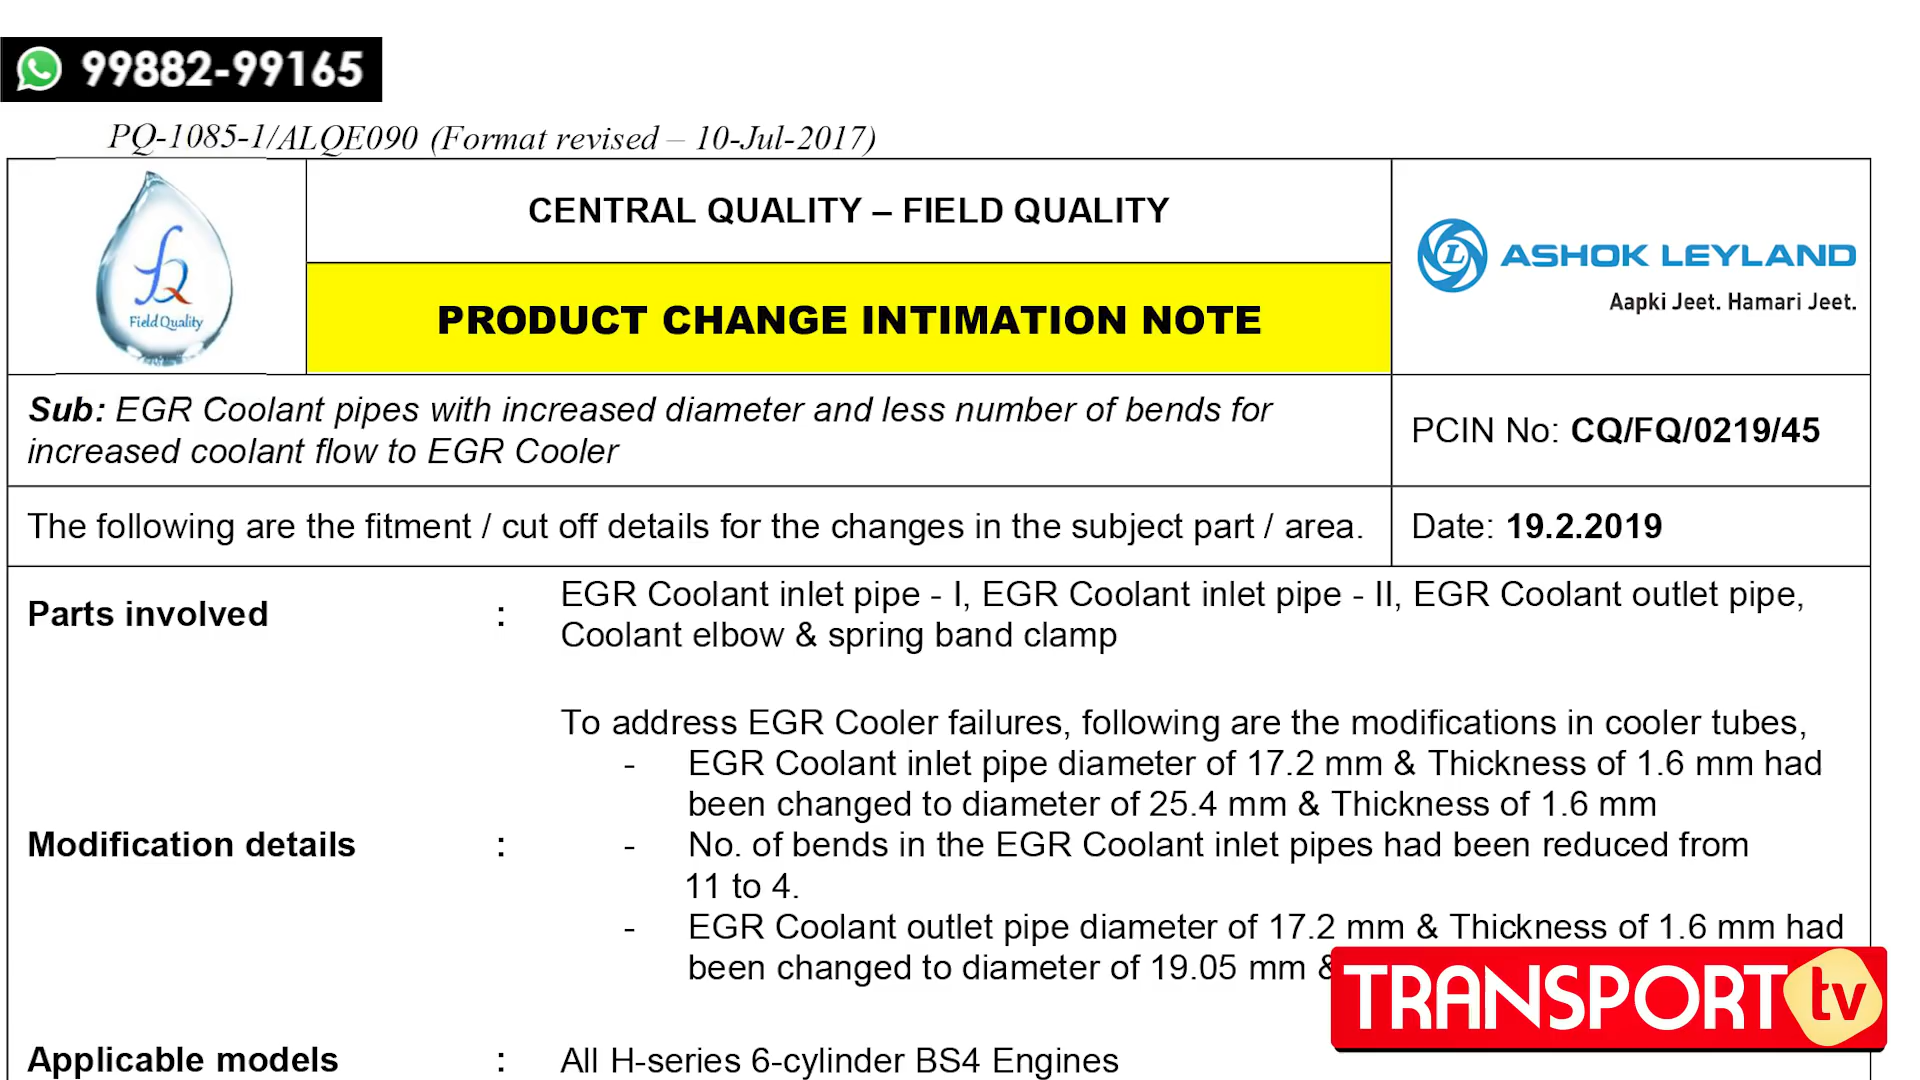 99882-99165
PQ-1085-1/ALQE090 (Format revised – 10-Jul-2017)
fQ
Field Quality
CENTRAL QUALITY – FIELD QUALITY
PRODUCT CHANGE INTIMATION NOTE
L ASHOK LEYLAND
Aapki Jeet. Hamari Jeet.
Sub: EGR Coolant pipes with increased diameter and less number of bends for
increased coolant flow to EGR Cooler
PCIN No: CQ/FQ/0219/45
The following are the fitment / cut off details for the changes in the subject part / area.
Date: 19.2.2019
Parts involved :
EGR Coolant inlet pipe - I, EGR Coolant inlet pipe - II, EGR Coolant outlet pipe,
Coolant elbow & spring band clamp
Modification details :
To address EGR Cooler failures, following are the modifications in cooler tubes,
- EGR Coolant inlet pipe diameter of 17.2 mm & Thickness of 1.6 mm had
been changed to diameter of 25.4 mm & Thickness of 1.6 mm
- No. of bends in the EGR Coolant inlet pipes had been reduced from
11 to 4.
- EGR Coolant outlet pipe diameter of 17.2 mm & Thickness of 1.6 mm had
been changed to diameter of 19.05 mm &
TRANSPORT tv
Applicable models : All H-series 6-cylinder BS4 Engines